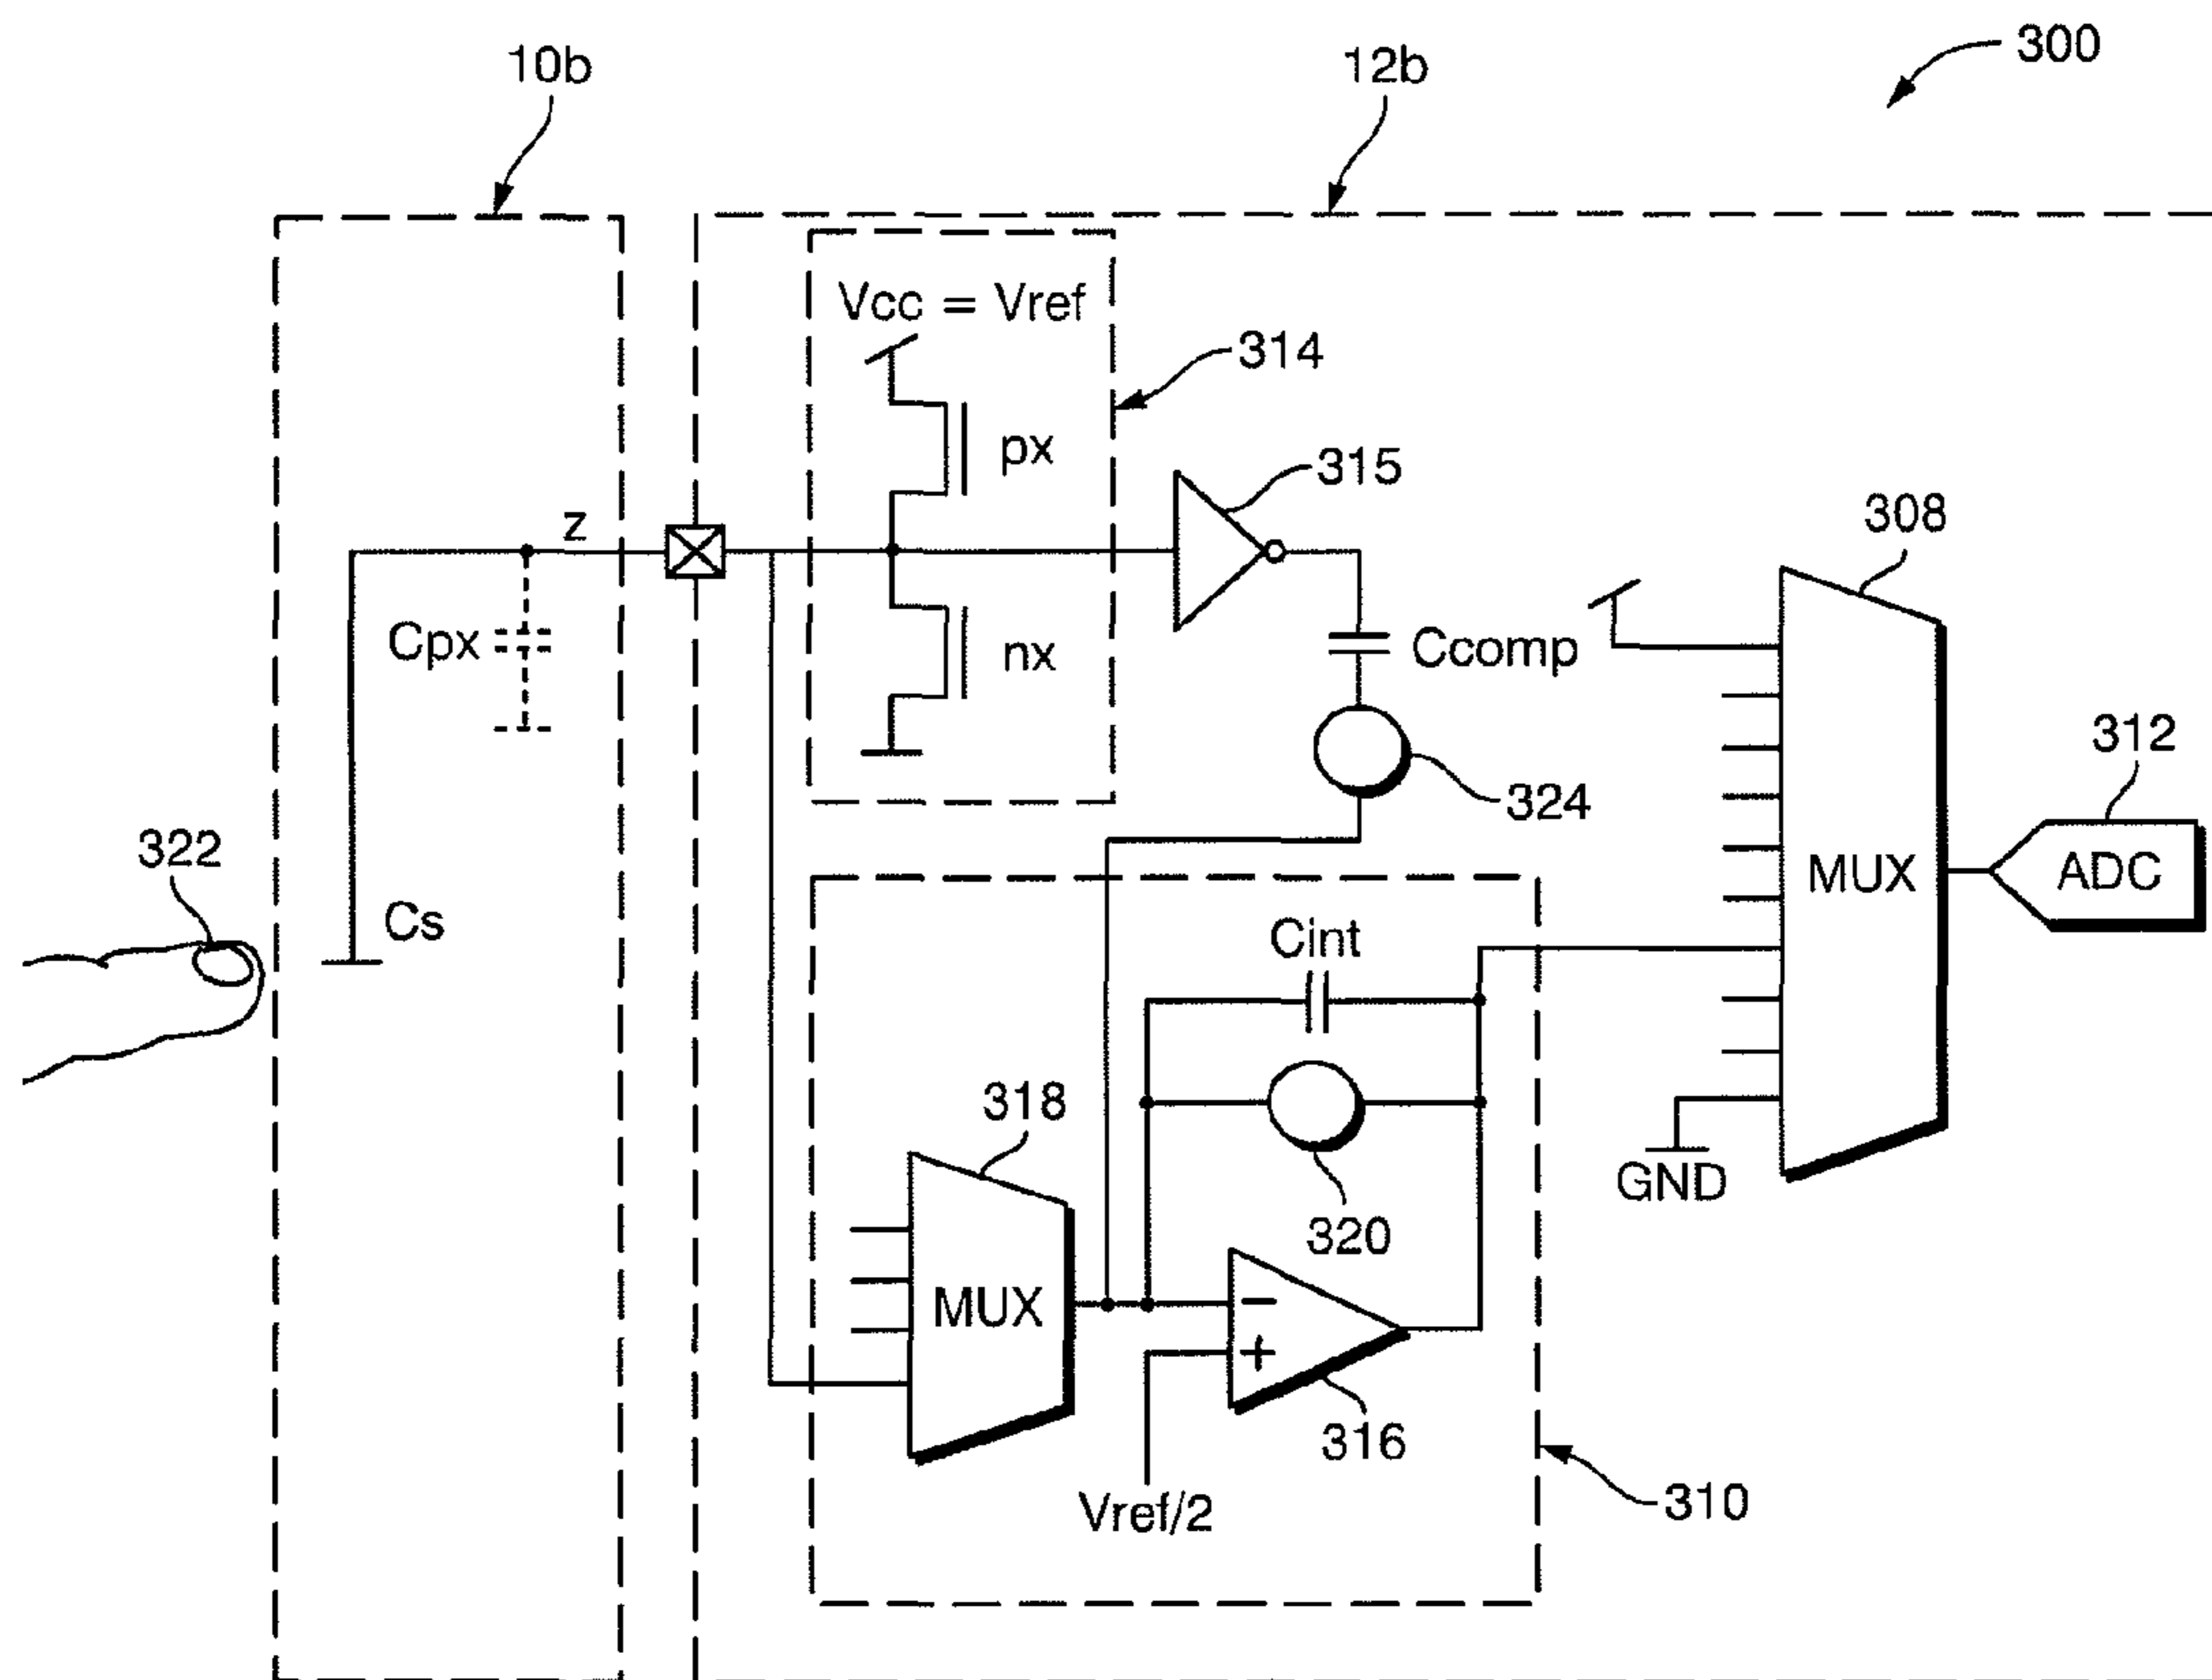 10b
12b
300
Vcc = Vref
314
px
315
308
z
Cpx
nx
Ccomp
312
324
322
MUX
ADC
Cs
Cint
318
GND
320
MUX
−
+
316
Vref/2
310